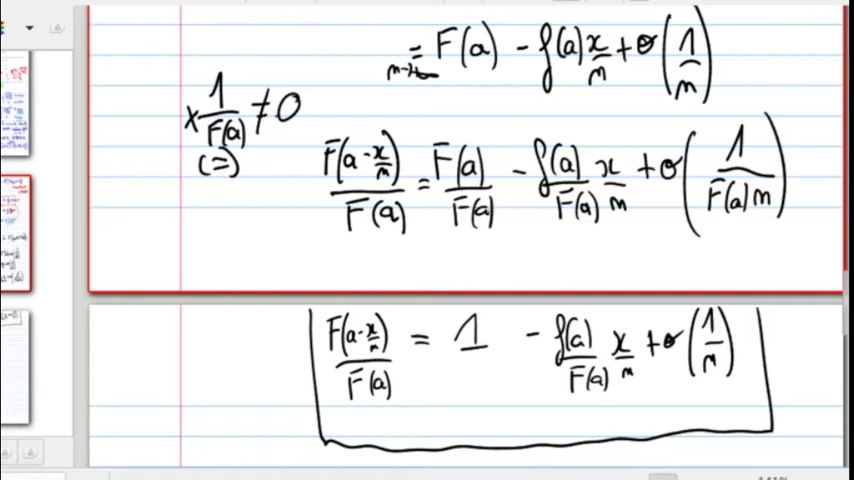 = F(a) - f(a) x/n + o(1/n)
n→+∞
× 1/F(a) ≠ 0
(=)
F(a - x/n)/F(a) = F(a)/F(a) - f(a)/F(a) x/n + o(1/(F(a)n))
F(a - x/n)/F(a) = 1 - f(a)/F(a) x/n + o(1/n)